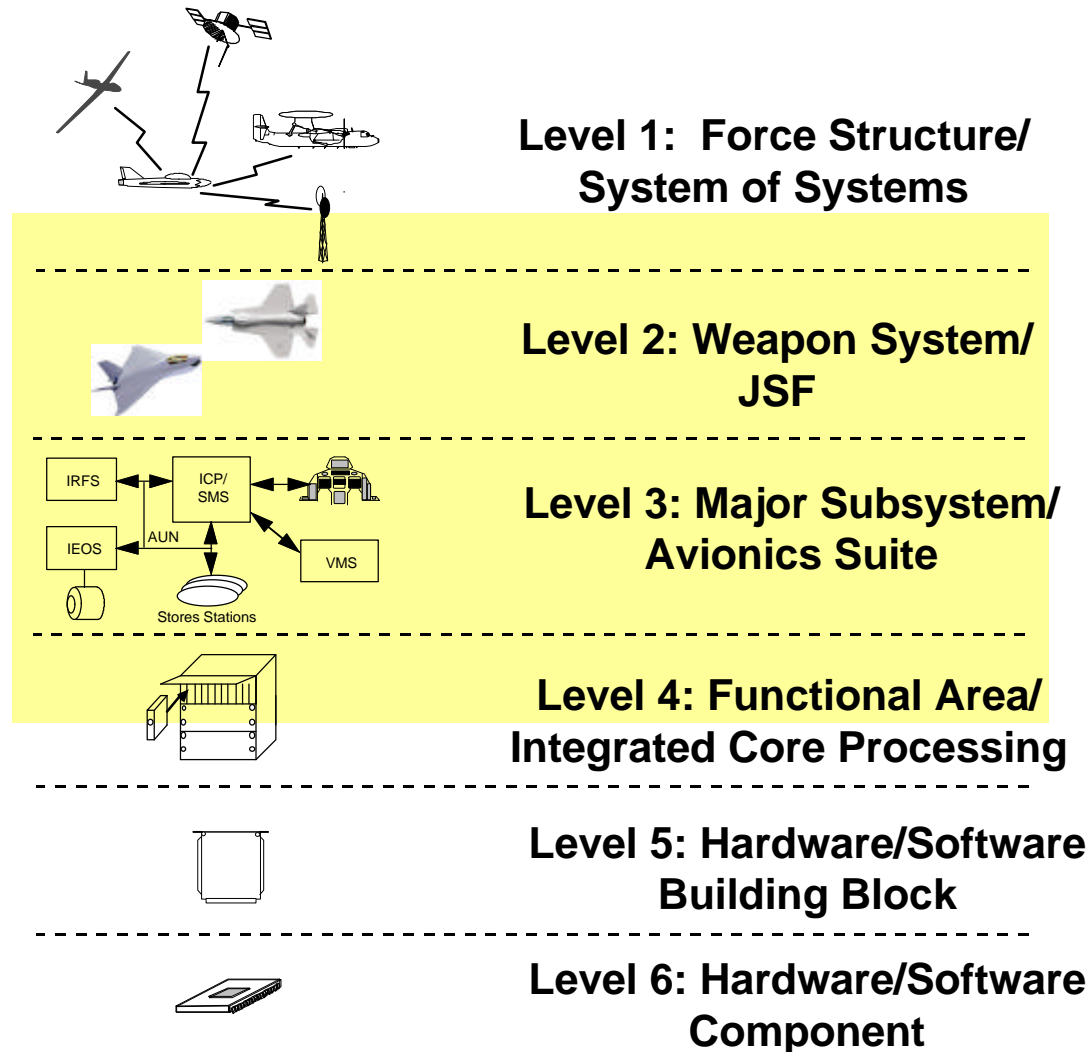 Level 1:  Force Structure/
System of Systems
Level 2: Weapon System/
JSF
IRFS
ICP/
SMS
IEOS
AUN
VMS
Stores Stations
Level 3: Major Subsystem/
Avionics Suite
Level 4: Functional Area/
Integrated Core Processing
Level 5: Hardware/Software
Building Block
Level 6: Hardware/Software
Component